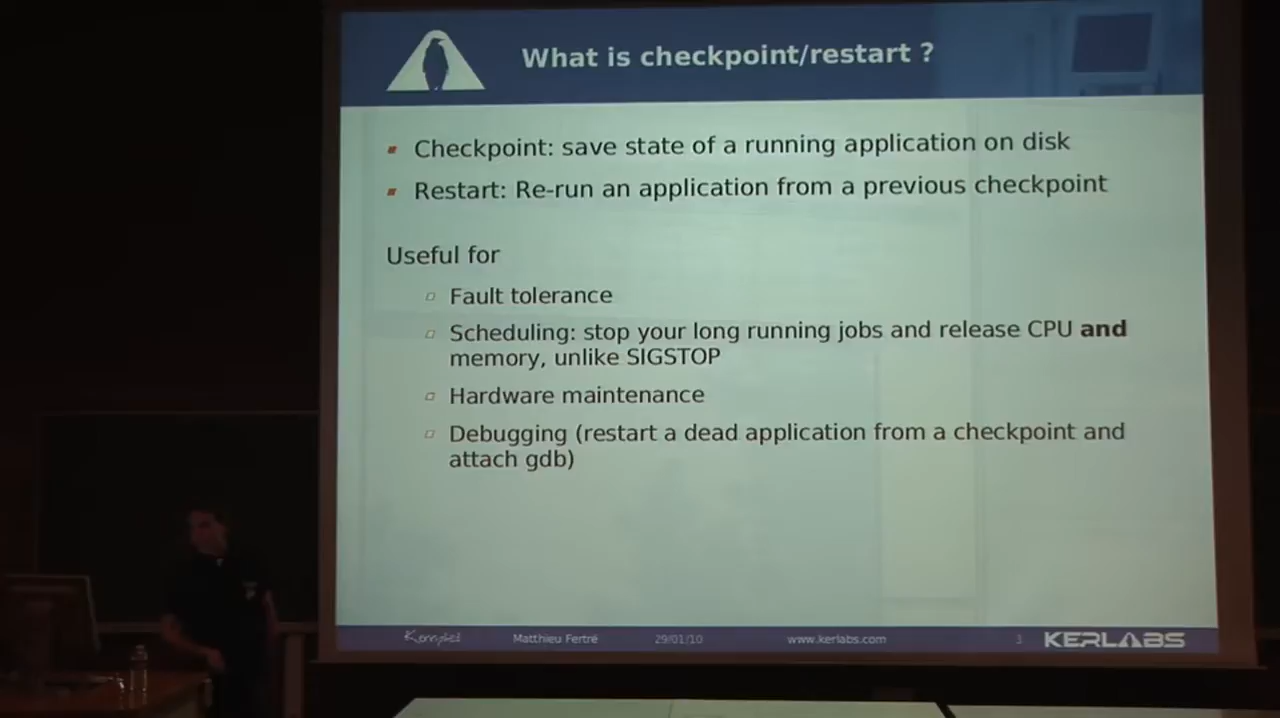 What is checkpoint/restart ?
Checkpoint: save state of a running application on disk
Restart: Re-run an application from a previous checkpoint
Useful for
Fault tolerance
Scheduling: stop your long running jobs and release CPU and
memory, unlike SIGSTOP
Hardware maintenance
Debugging (restart a dead application from a checkpoint and
attach gdb)
Matthieu Fertré 29/01/10 www.kerlabs.com 3 KERLABS